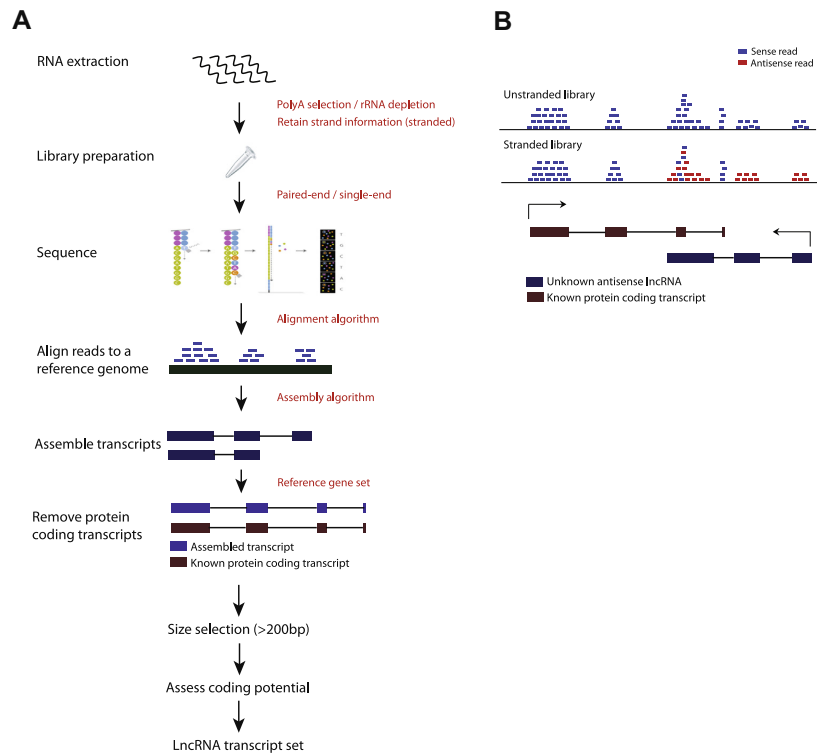 A
RNA extraction
PolyA selection / rRNA depletion
Retain strand information (stranded)
Library preparation
Paired-end / single-end
Sequence
Alignment algorithm
Align reads to a
reference genome
Assembly algorithm
Assemble transcripts
Reference gene set
Remove protein
coding transcripts
Assembled transcript
Known protein coding transcript
Size selection (>200bp)
Assess coding potential
LncRNA transcript set
B
Sense read
Antisense read
Unstranded library
Stranded library
Unknown antisense lncRNA
Known protein coding transcript